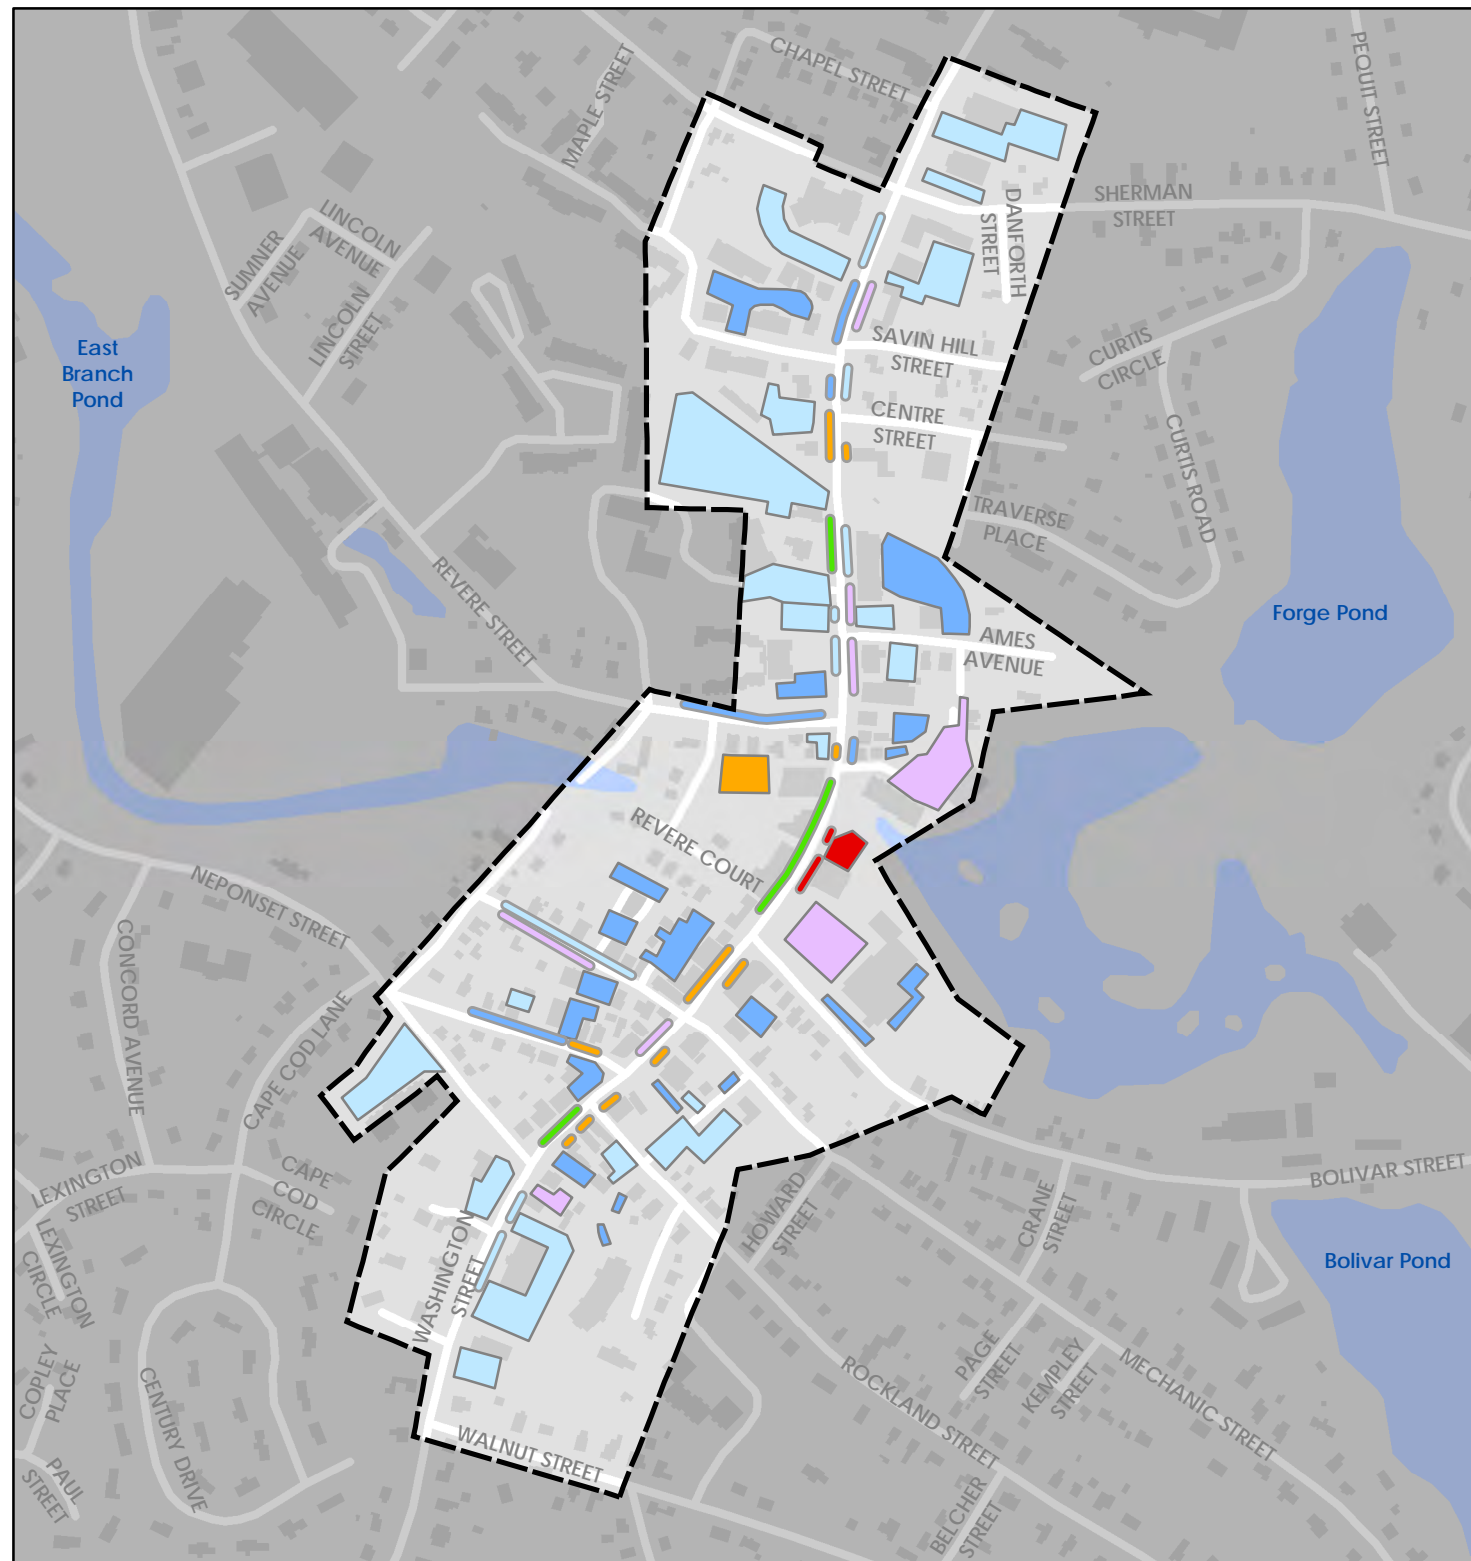 CHAPEL STREET
PEQUIT STREET
MAPLE STREET
SHERMAN
STREET
DANFORTH
STREET
LINCOLN
AVENUE
SUMNER
AVENUE
LINCOLN
STREET
East
Branch
Pond
SAVIN HILL
STREET
CURTIS
CIRCLE
CENTRE
STREET
CURTIS ROAD
TRAVERSE
PLACE
REVERE STREET
Forge Pond
AMES
AVENUE
REVERE COURT
NEPONSET STREET
CONCORD AVENUE
CAPE COD LANE
LEXINGTON
STREET
CAPE
COD
CIRCLE
LEXINGTON
CIRCLE
WASHINGTON
STREET
HOWARD
STREET
CRANE
STREET
BOLIVAR STREET
Bolivar Pond
COPLEY
PLACE
CENTURY DRIVE
PAUL
STREET
WALNUT STREET
ROCKLAND STREET
PAGE
STREET
KEMPLEY
STREET
MECHANIC STREET
BELCHER
STREET